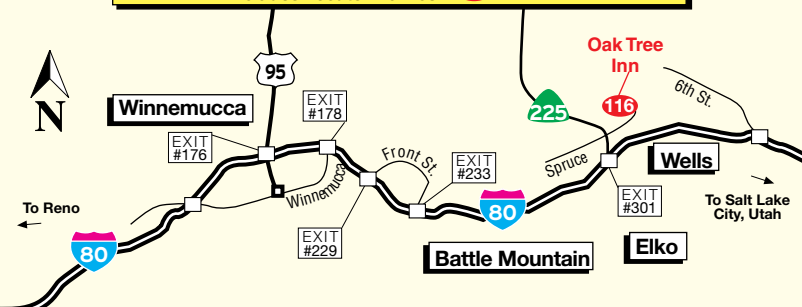 Oak Tree
Inn
116
95
225
6th St.
N
Winnemucca
EXIT
#178
EXIT
#176
Front St.
EXIT
#233
Spruce
Wells
Winnemucca
80
EXIT
#301
To Salt Lake
City, Utah
To Reno
EXIT
#229
80
Battle Mountain
Elko